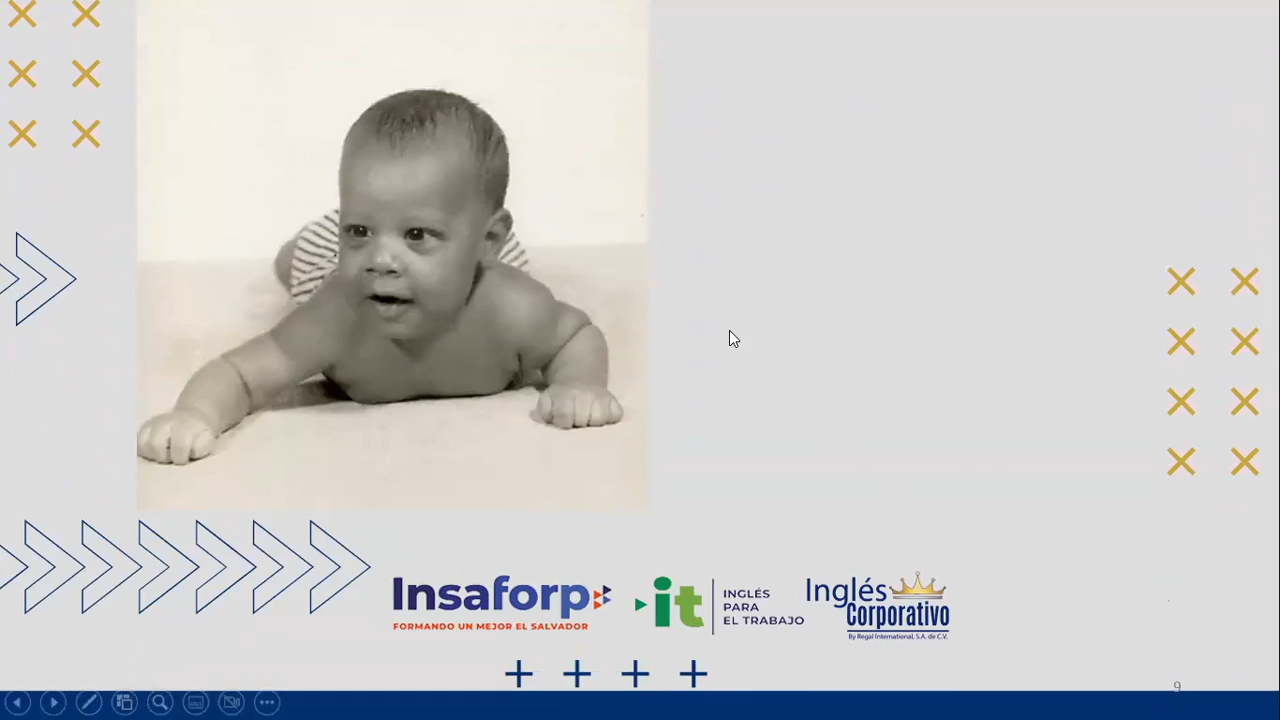 Insaforp
FORMANDO UN MEJOR EL SALVADOR
it
INGLÉS
PARA
EL TRABAJO
Inglés
Corporativo
By Regal International, S.A. de C.V.
9